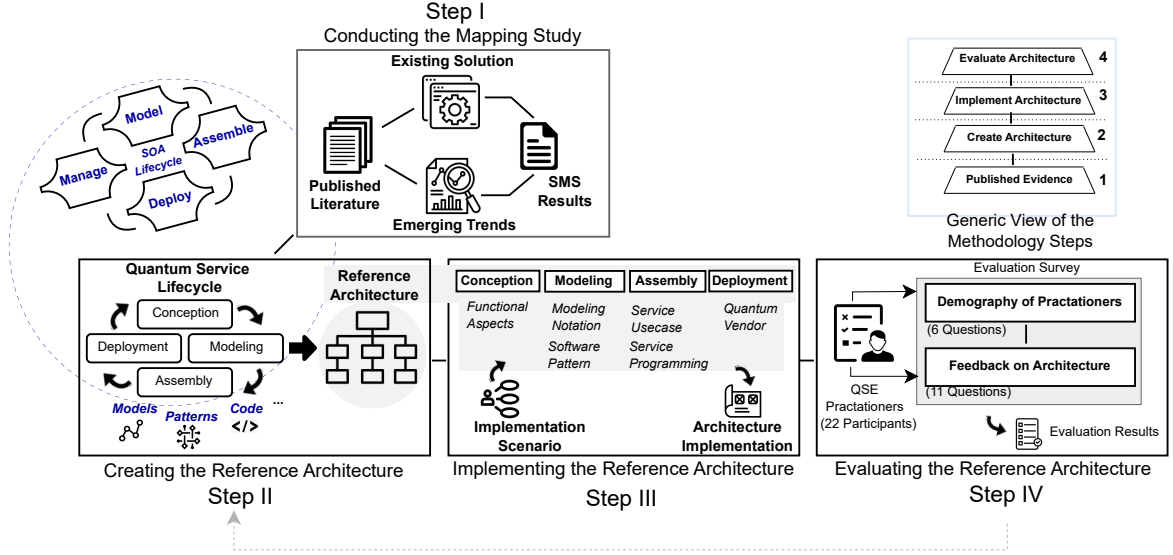 Step I
Conducting the Mapping Study
Existing Solution
Published
Literature
SMS
Results
Emerging Trends
Model
Assemble
SOA
Lifecycle
Manage
Deploy
Evaluate Architecture
4
Implement Architecture
3
Create Architecture
2
Published Evidence
1
Generic View of the
Methodology Steps
Quantum Service
Lifecycle
Conception
Deployment
Modeling
Assembly
Models
Patterns
Code
</>
...
Reference
Architecture
Creating the Reference Architecture
Step II
Conception
Modeling
Assembly
Deployment
Functional
Aspects
Modeling
Notation
Software
Pattern
Service
Usecase
Service
Programming
Quantum
Vendor
Implementation
Scenario
Architecture
Implementation
Implementing the Reference Architecture
Step III
Evaluation Survey
Demography of Practationers
(6 Questions)
Feedback on Architecture
(11 Questions)
QSE
Practationers
(22 Participants)
Evaluation Results
Evaluating the Reference Architecture
Step IV